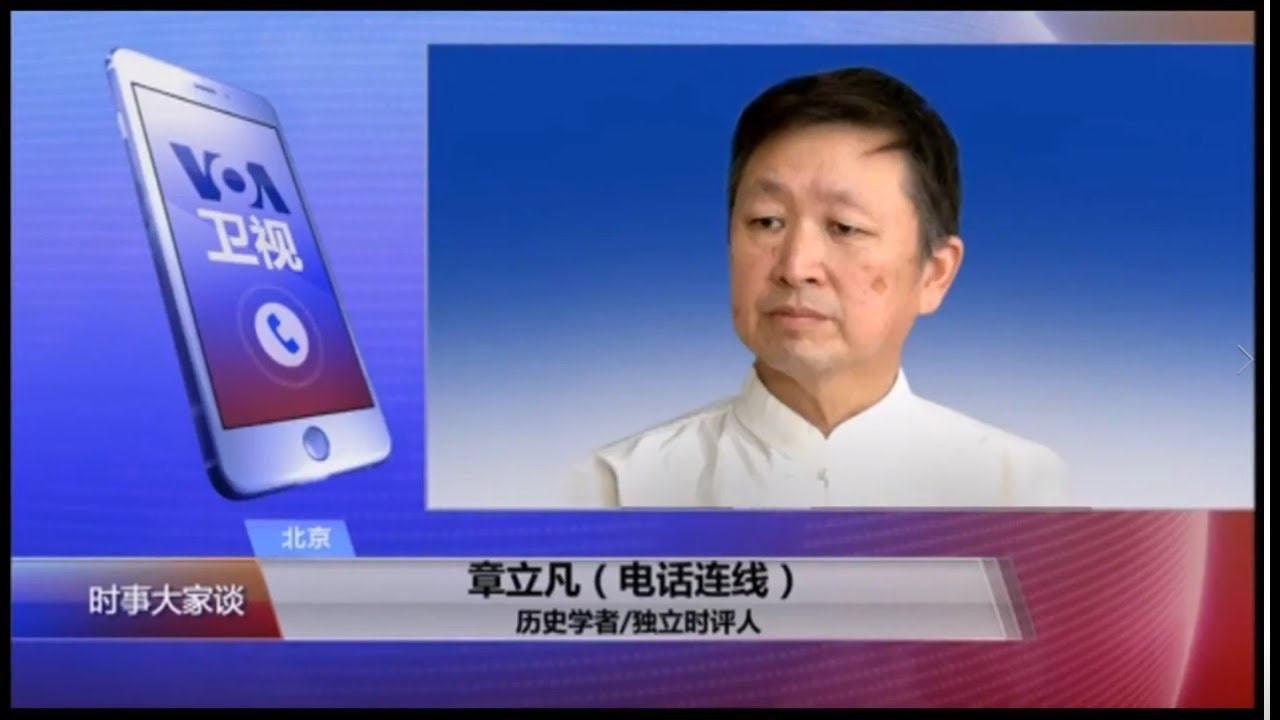 VOA
卫视
北京
时事大家谈
章立凡（电话连线）
历史学者/独立时评人